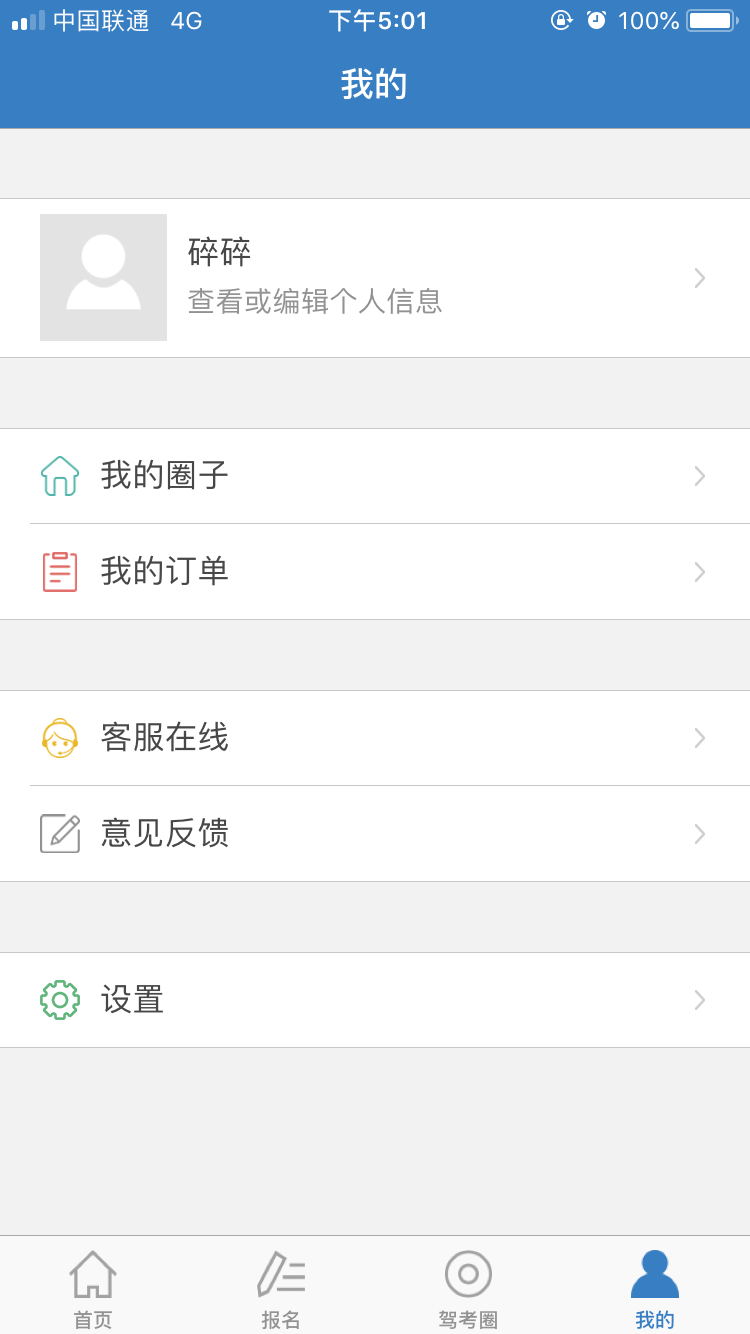 中国联通 4G 下午5:01 100%
我的
碎碎
查看或编辑个人信息
我的圈子
我的订单
客服在线
意见反馈
设置
首页 报名 驾考圈 我的